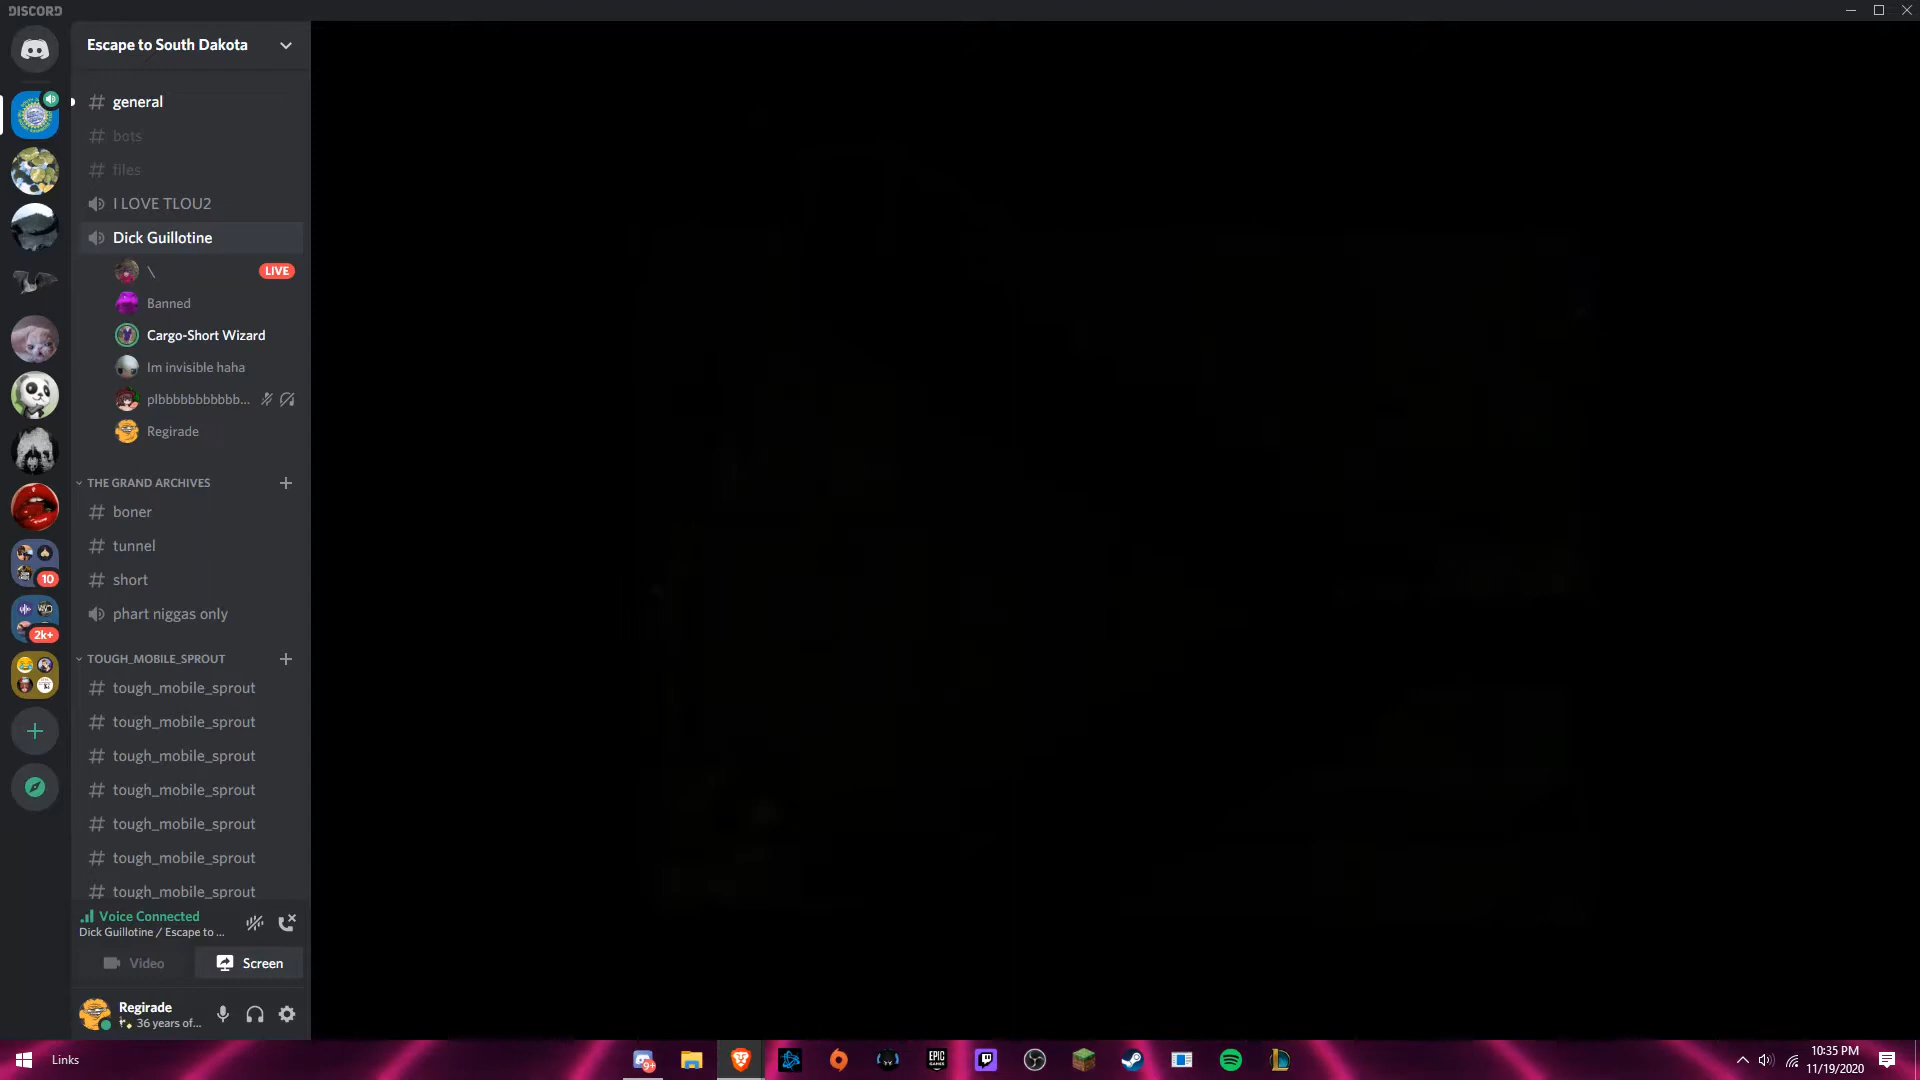 DISCORD
Escape to South Dakota
general
bots
files
I LOVE TLOU2
Dick Guillotine
\
LIVE
Banned
Cargo-Short Wizard
Im invisible haha
plbbbbbbbbbbb...
Regirade
THE GRAND ARCHIVES
boner
tunnel
short
phart niggas only
10
2k+
TOUGH_MOBILE_SPROUT
tough_mobile_sprout
tough_mobile_sprout
tough_mobile_sprout
tough_mobile_sprout
tough_mobile_sprout
tough_mobile_sprout
tough_mobile_sprout
Voice Connected
Dick Guillotine / Escape to ...
Video
Screen
Regirade
36 years of...
Links
9+
EPIC
GAMES
10:35 PM
11/19/2020